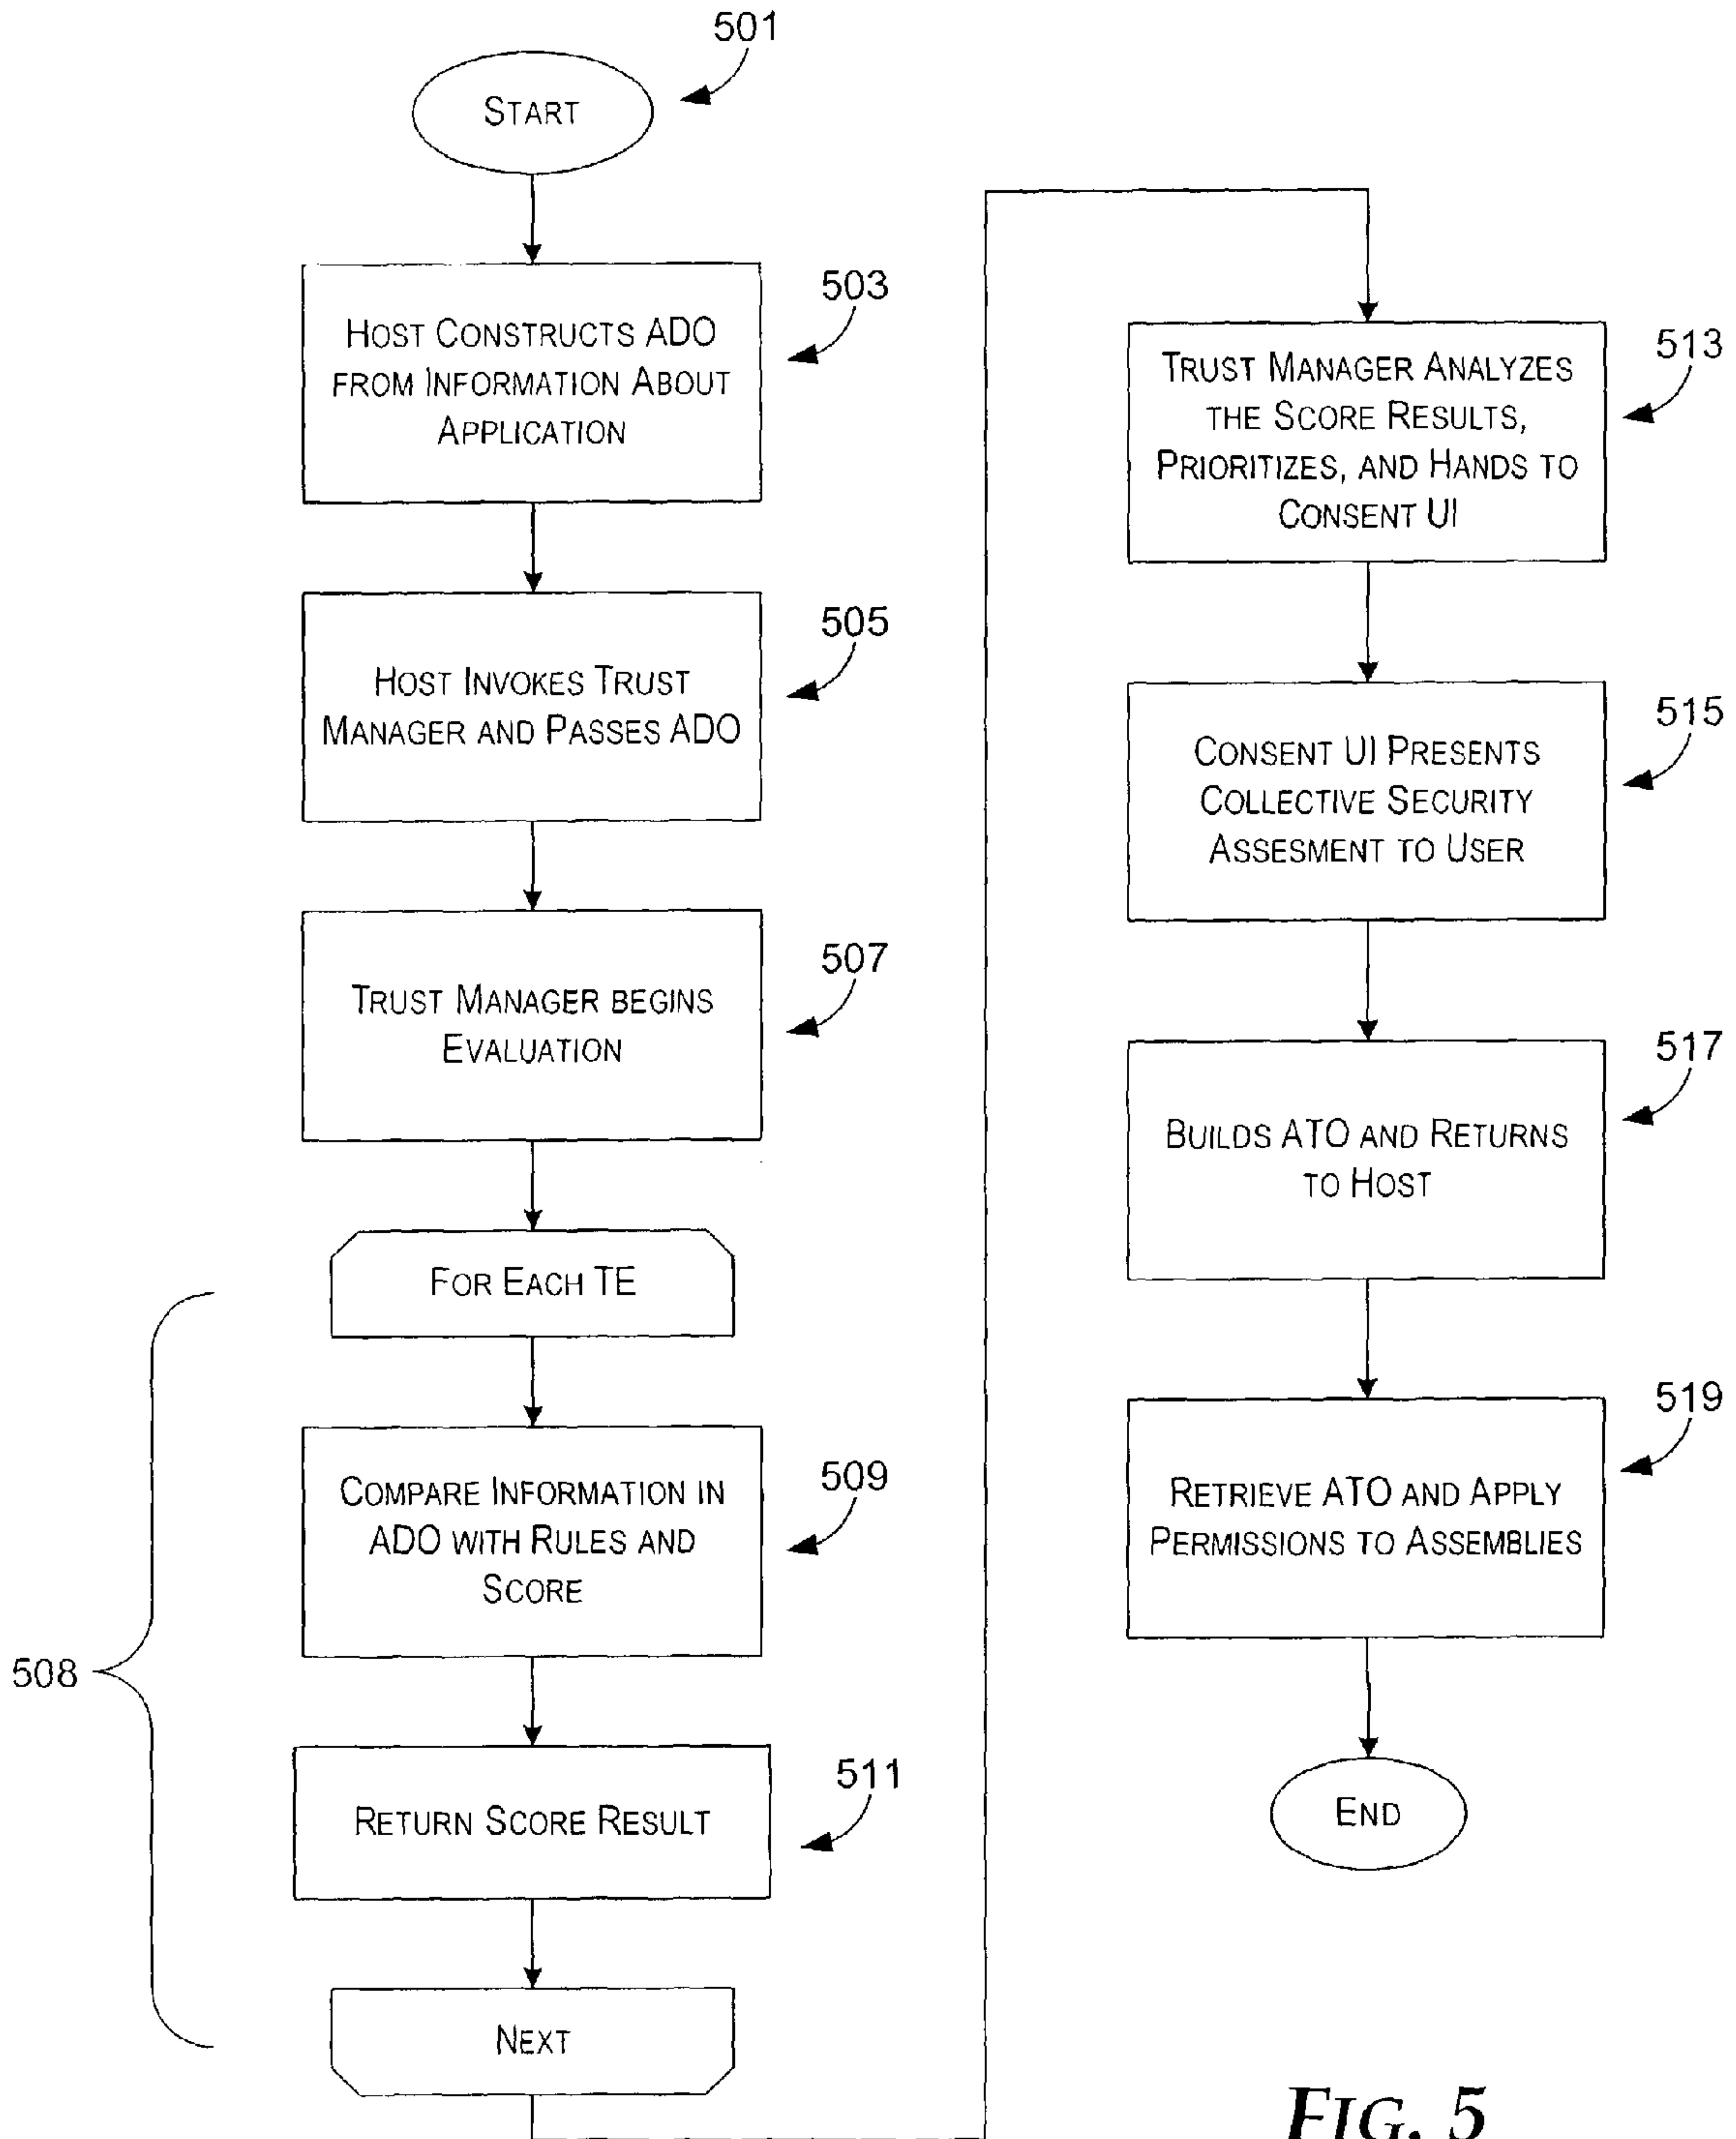 501
START
503
HOST CONSTRUCTS ADO
FROM INFORMATION ABOUT
APPLICATION
505
HOST INVOKES TRUST
MANAGER AND PASSES ADO
507
TRUST MANAGER BEGINS
EVALUATION
508
FOR EACH TE
509
COMPARE INFORMATION IN
ADO WITH RULES AND
SCORE
511
RETURN SCORE RESULT
NEXT
513
TRUST MANAGER ANALYZES
THE SCORE RESULTS,
PRIORITIZES, AND HANDS TO
CONSENT UI
515
CONSENT UI PRESENTS
COLLECTIVE SECURITY
ASSESMENT TO USER
517
BUILDS ATO AND RETURNS
TO HOST
519
RETRIEVE ATO AND APPLY
PERMISSIONS TO ASSEMBLIES
END
FIG. 5